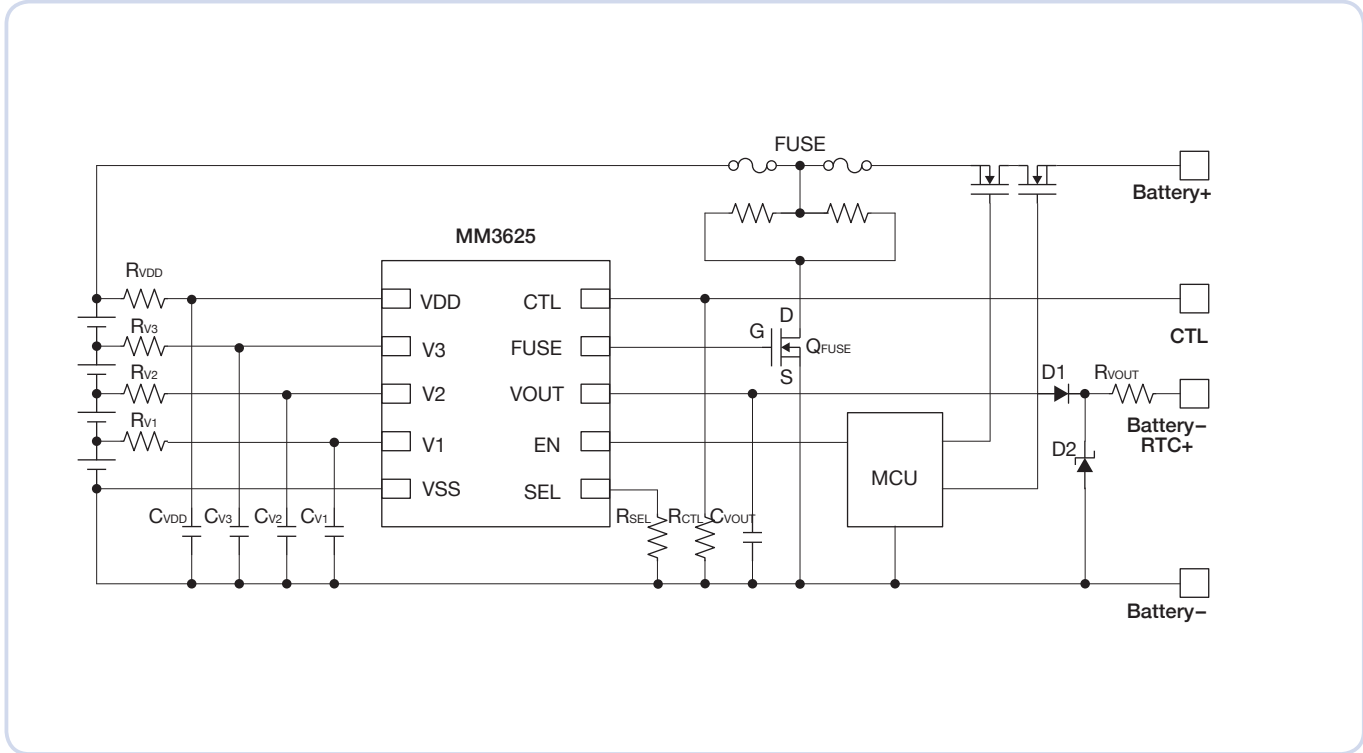 FUSE
Battery+
MM3625
RVDD
VDD
CTL
D
CTL
RV3
V3
FUSE
G
QFUSE
S
RV2
V2
VOUT
D1
RVOUT
Battery–
RTC+
RV1
V1
EN
D2
MCU
VSS
SEL
CVDD
CV3
CV2
CV1
RSEL
RCTL
CVOUT
Battery–